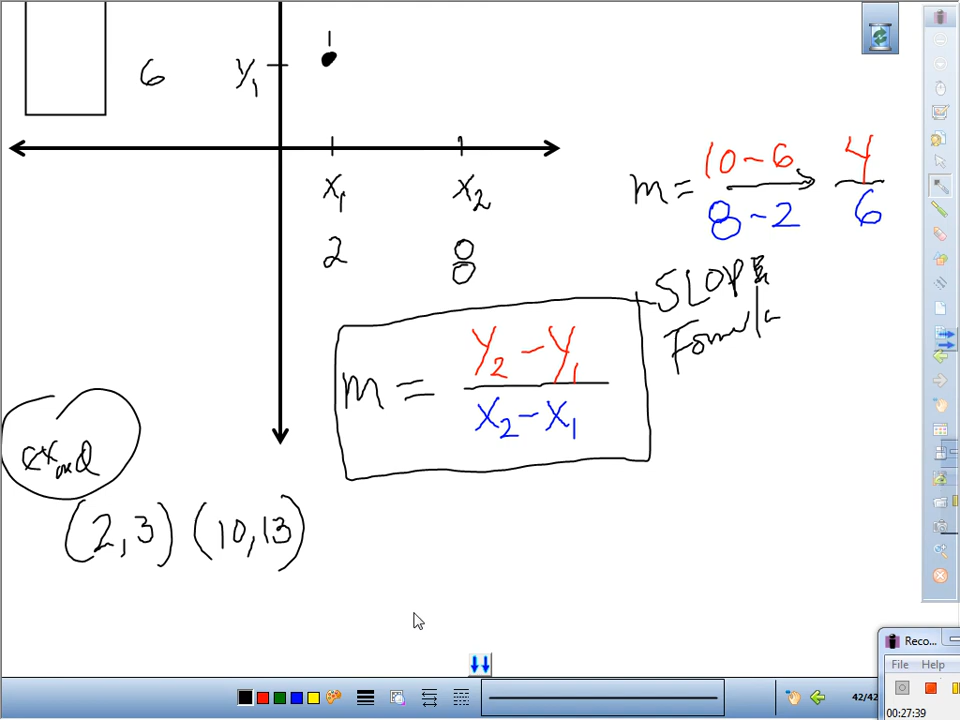 6 y1
x1 x2
2 8
m = 10 - 6 / 8 - 2 → 4 / 6
SLOPE
Formula
m = y2 - y1 / x2 - x1
(2,3) (10,13)
42/42
Reco...
File Help
00:27:39